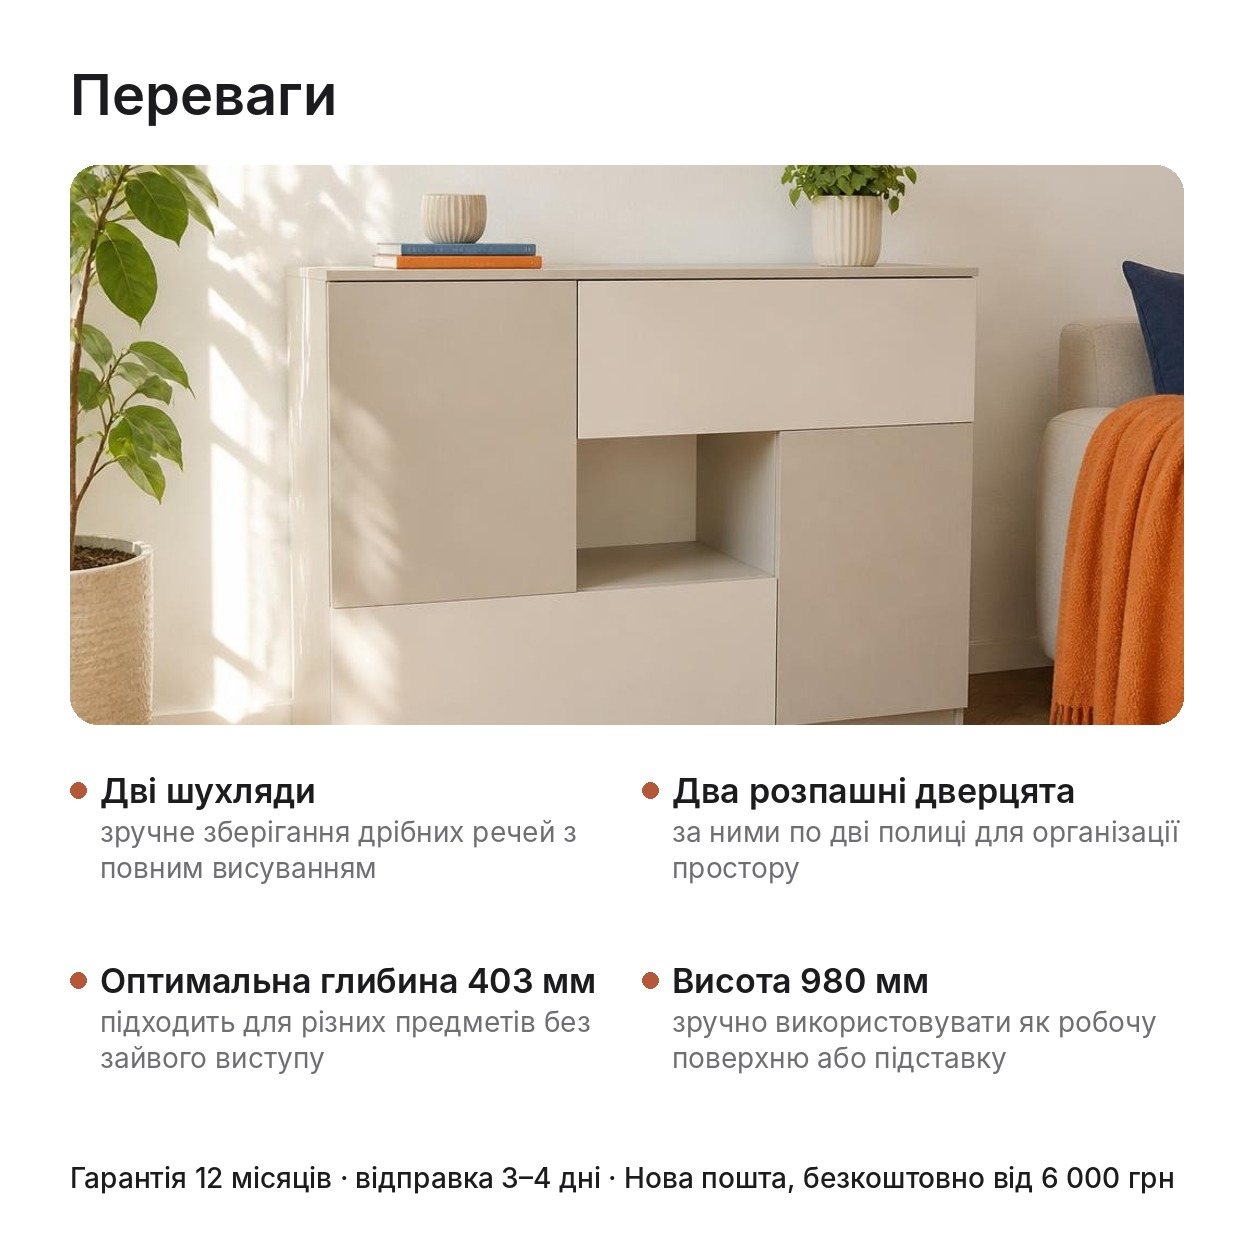 Переваги
Дві шухляди
зручне зберігання дрібних речей з
повним висуванням
Два розпашні дверцята
за ними по дві полиці для організації
простору
Оптимальна глибина 403 мм
підходить для різних предметів без
зайвого виступу
Висота 980 мм
зручно використовувати як робочу
поверхню або підставку
Гарантія 12 місяців · відправка 3–4 дні · Нова пошта, безкоштовно від 6 000 грн